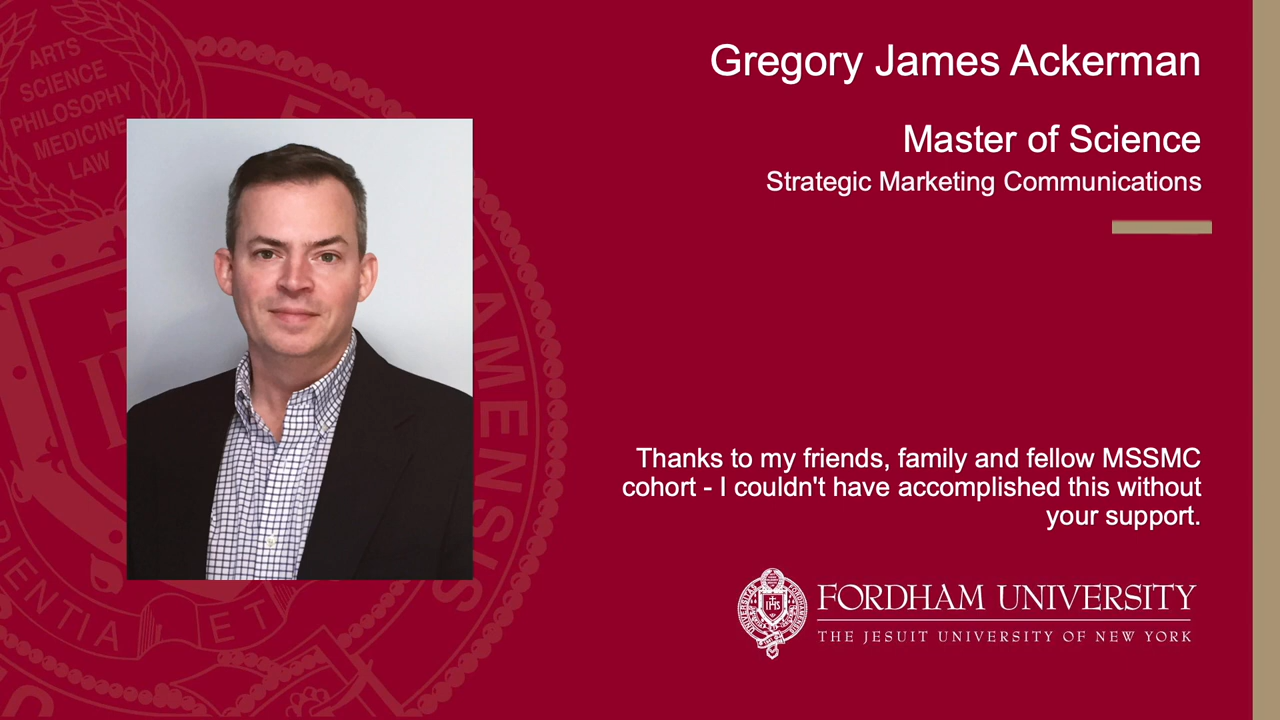 Gregory James Ackerman
Master of Science
Strategic Marketing Communications
Thanks to my friends, family and fellow MSSMC
cohort - I couldn't have accomplished this without
your support.
FORDHAM UNIVERSITY
THE JESUIT UNIVERSITY OF NEW YORK
ARTS
SCIENCE
PHILOSOPHY
MEDICINE
LAW